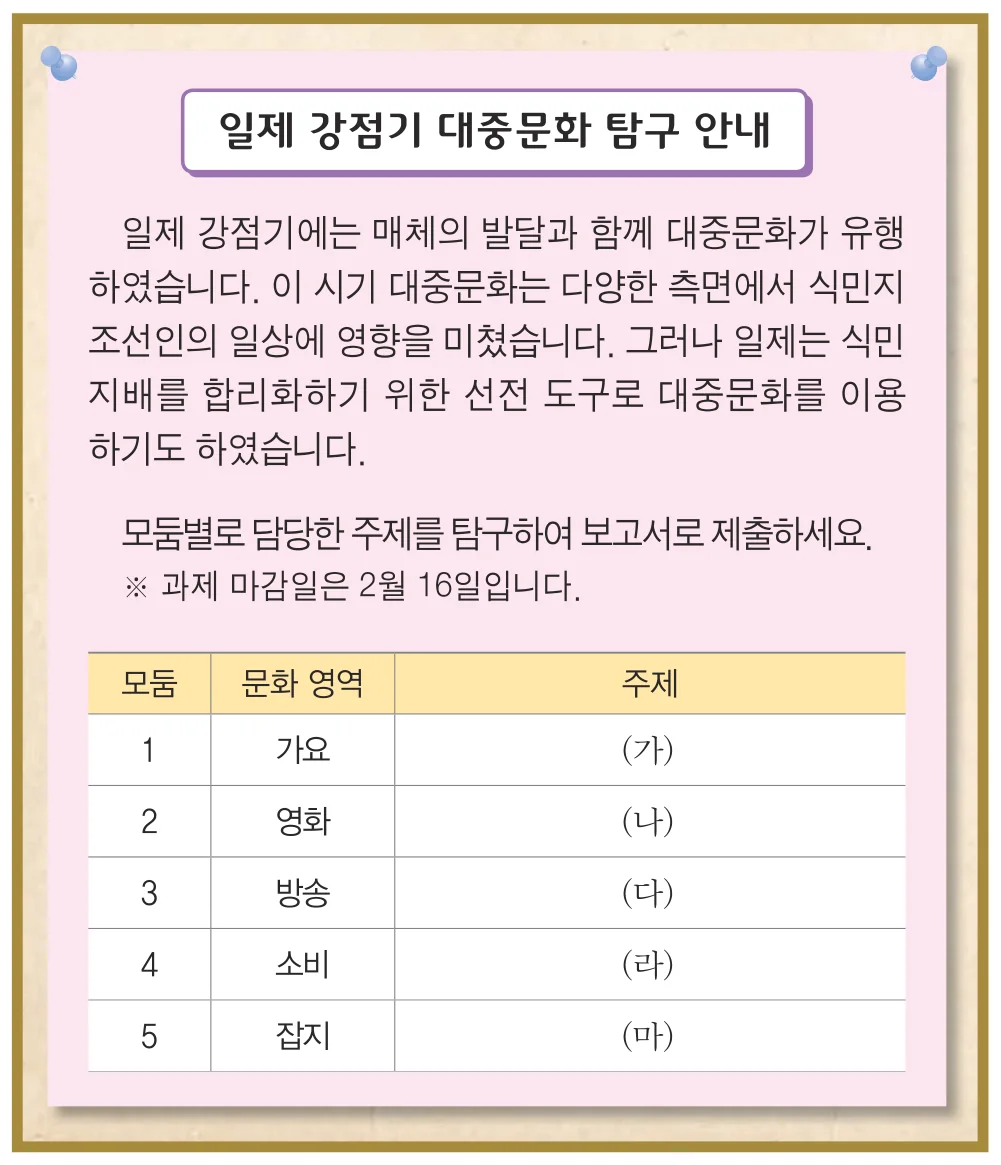 일제 강점기 대중문화 탐구 안내
일제 강점기에는 매체의 발달과 함께 대중문화가 유행
하였습니다. 이 시기 대중문화는 다양한 측면에서 식민지
조선인의 일상에 영향을 미쳤습니다. 그러나 일제는 식민
지배를 합리화하기 위한 선전 도구로 대중문화를 이용
하기도 하였습니다.
모둠별로 담당한 주제를 탐구하여 보고서로 제출하세요.
※ 과제 마감일은 2월 16일입니다.
모둠 문화 영역 주제
1 가요 (가)
2 영화 (나)
3 방송 (다)
4 소비 (라)
5 잡지 (마)